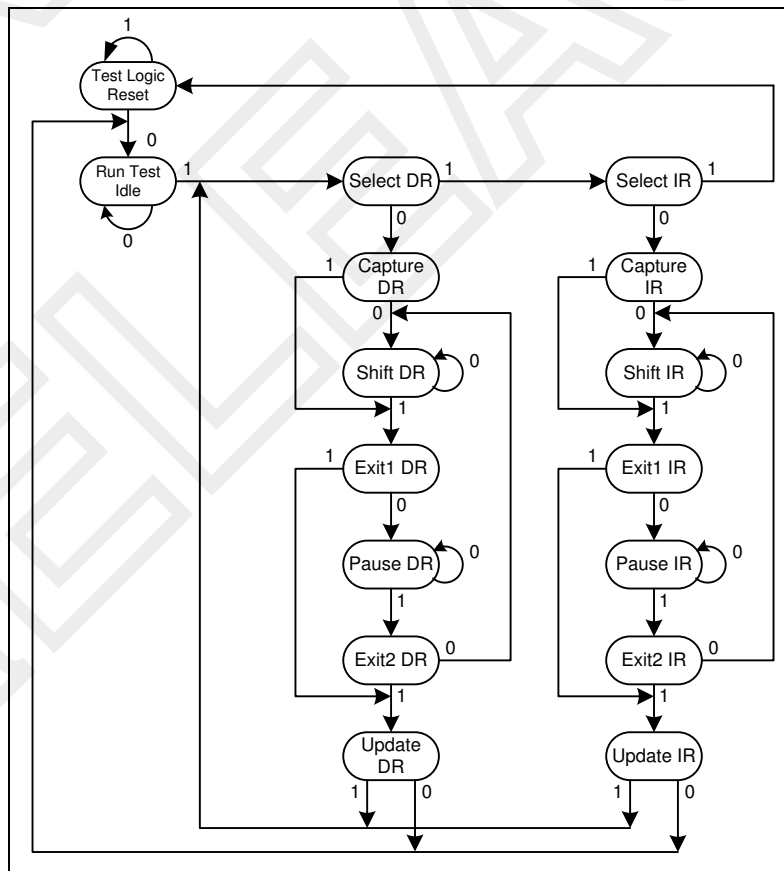 1
Test Logic
Reset
0
Run Test
Idle
1
0
Select DR
1
Select IR
1
0
0
Capture
DR
1
0
Capture
IR
1
0
Shift DR
0
1
Shift IR
0
1
Exit1 DR
1
0
Exit1 IR
1
0
Pause DR
0
1
Pause IR
0
1
Exit2 DR
0
1
Exit2 IR
0
1
Update
DR
1
0
Update IR
1
0